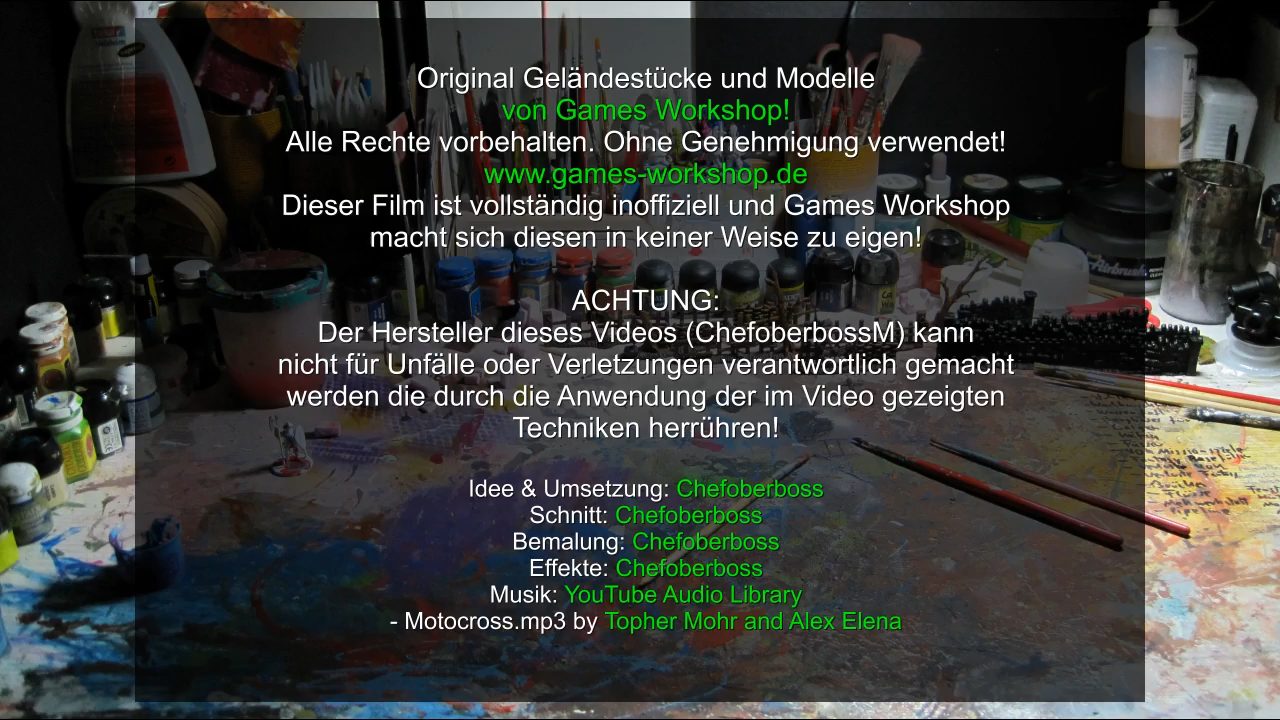 Original Geländestücke und Modelle
von Games Workshop!
Alle Rechte vorbehalten. Ohne Genehmigung verwendet!
www.games-workshop.de
Dieser Film ist vollständig inoffiziell und Games Workshop
macht sich diesen in keiner Weise zu eigen!
ACHTUNG:
Der Hersteller dieses Videos (ChefoberbossM) kann
nicht für Unfälle oder Verletzungen verantwortlich gemacht
werden die durch die Anwendung der im Video gezeigten
Techniken herrühren!
Idee & Umsetzung: Chefoberboss
Schnitt: Chefoberboss
Bemalung: Chefoberboss
Effekte: Chefoberboss
Musik: YouTube Audio Library
- Motocross.mp3 by Topher Mohr and Alex Elena
Airbrush